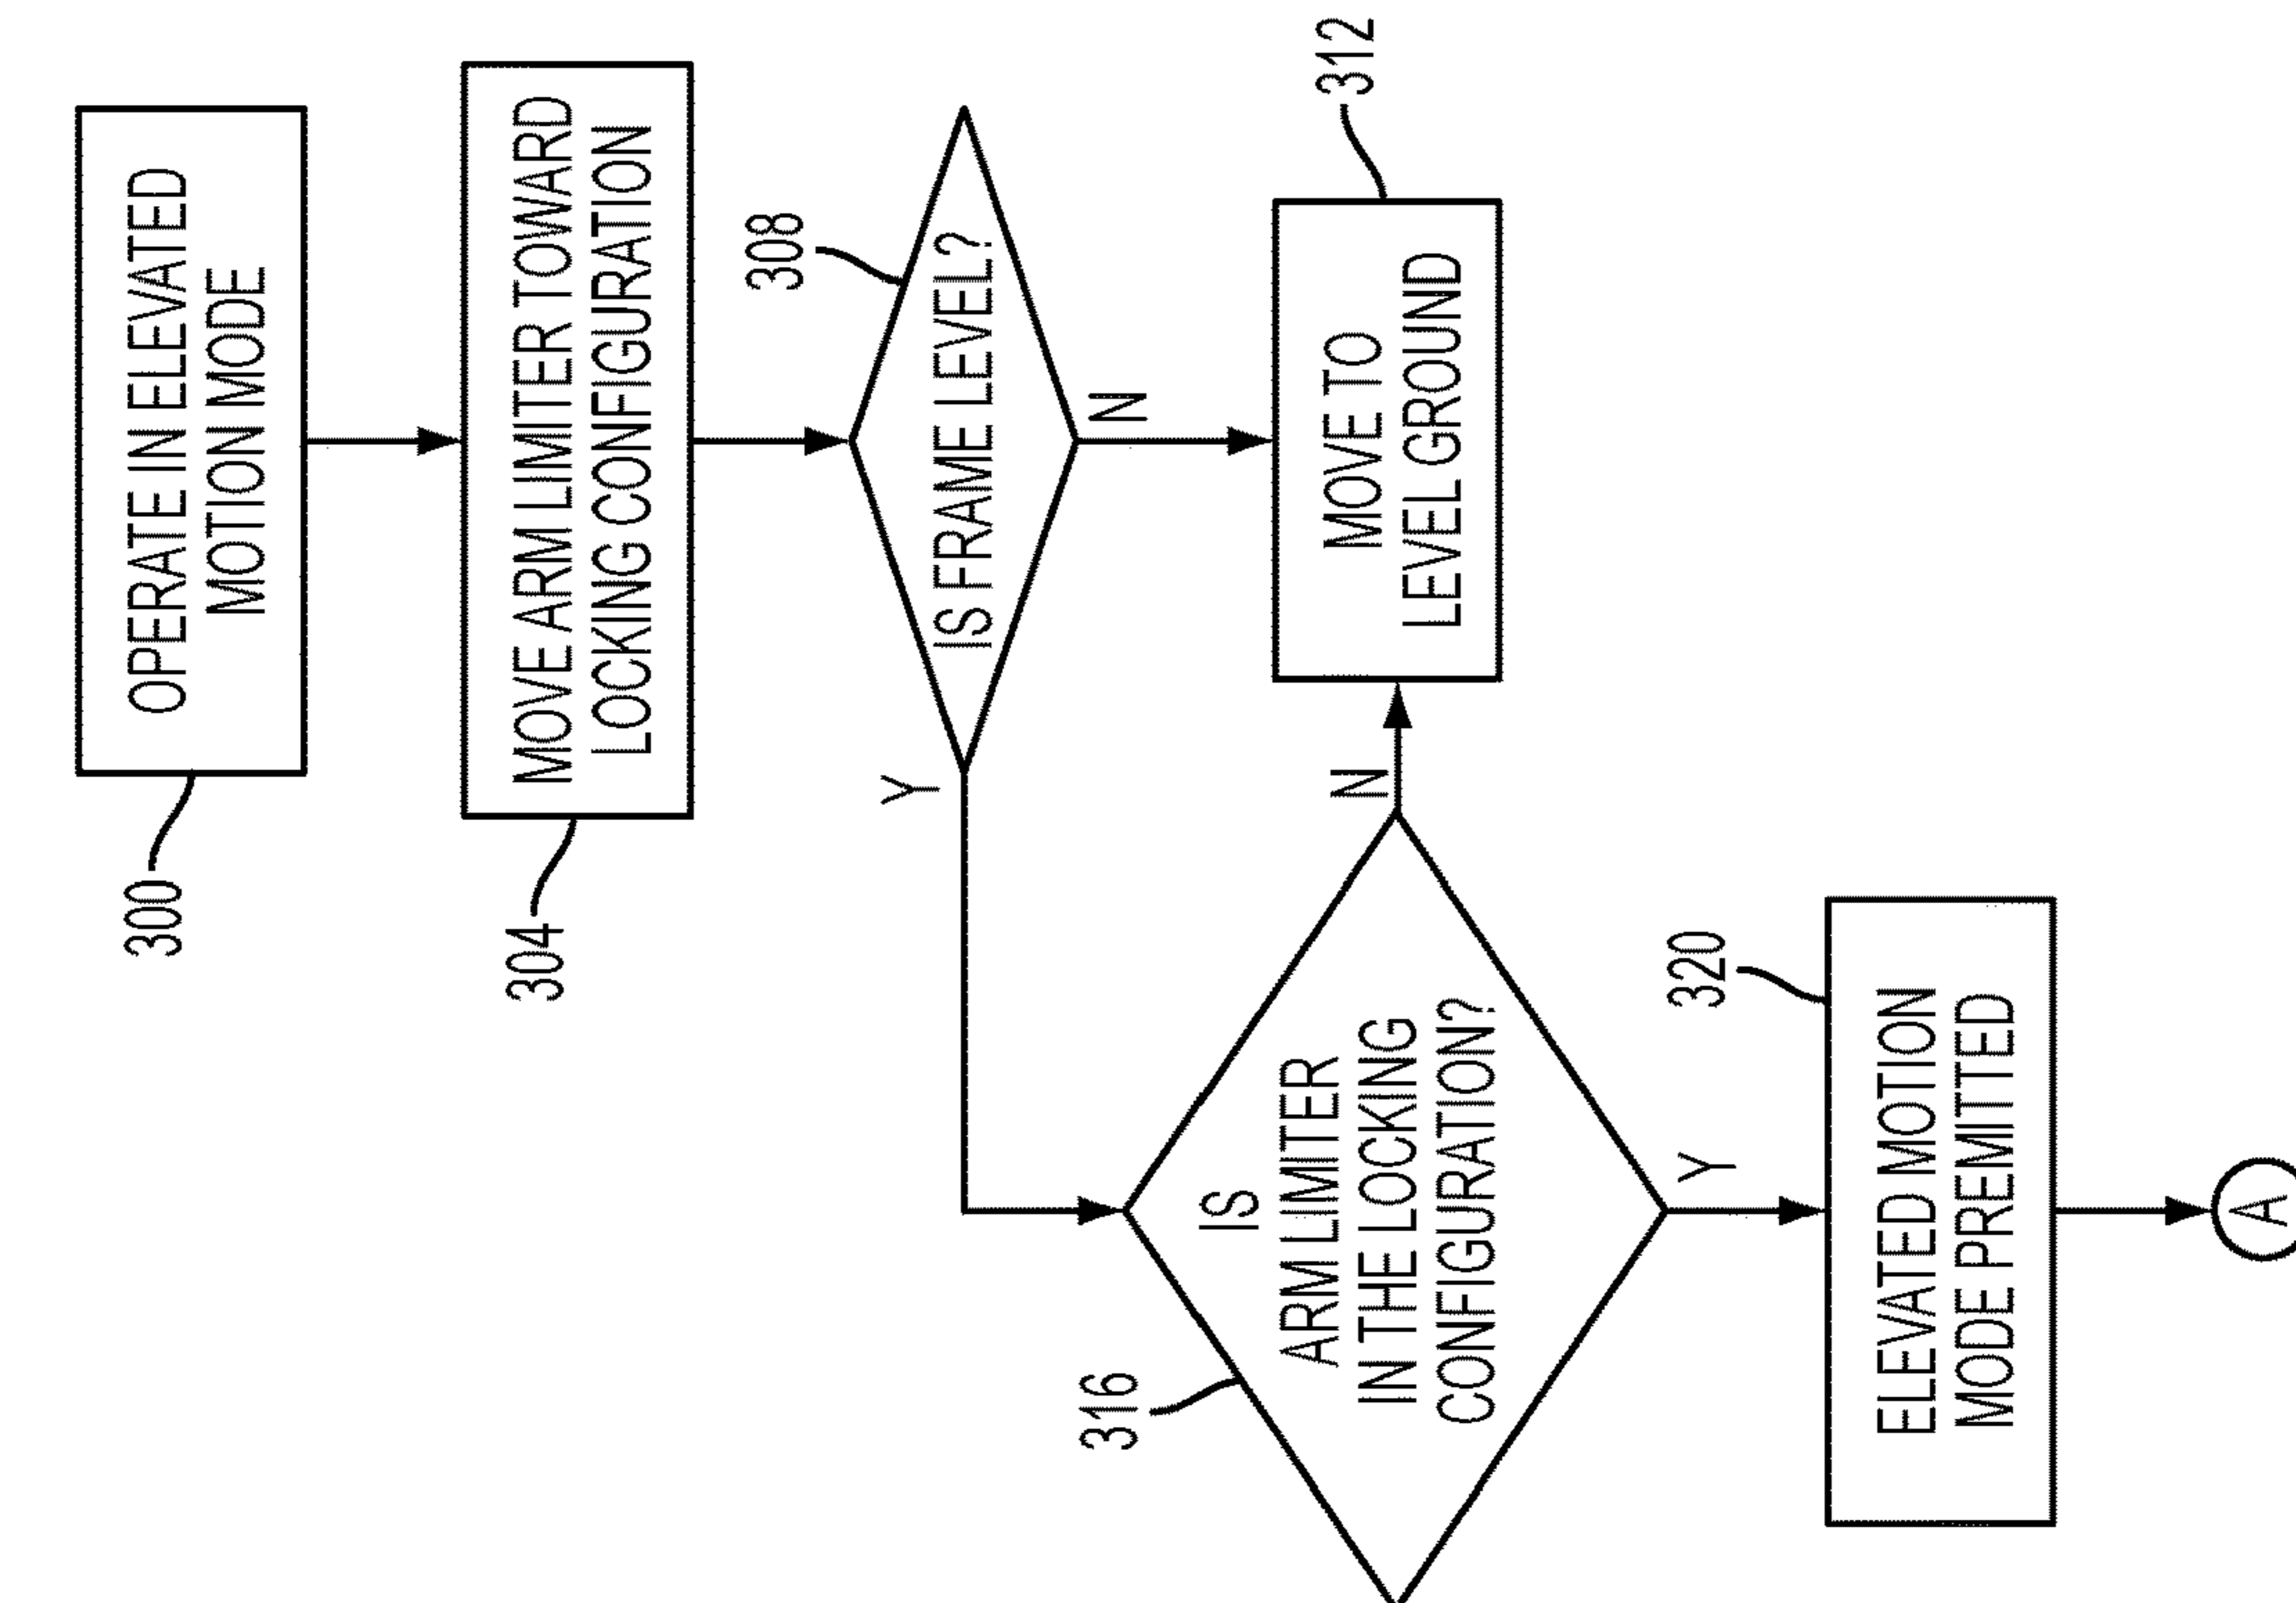 300
OPERATE IN ELEVATED
MOTION MODE
304
MOVE ARM LIMITER TOWARD
LOCKING CONFIGURATION
308
IS FRAME LEVEL?
Y
N
312
MOVE TO
LEVEL GROUND
316
IS
ARM LIMITER
IN THE LOCKING
CONFIGURATION?
N
Y
320
ELEVATED MOTION
MODE PREMITTED
A